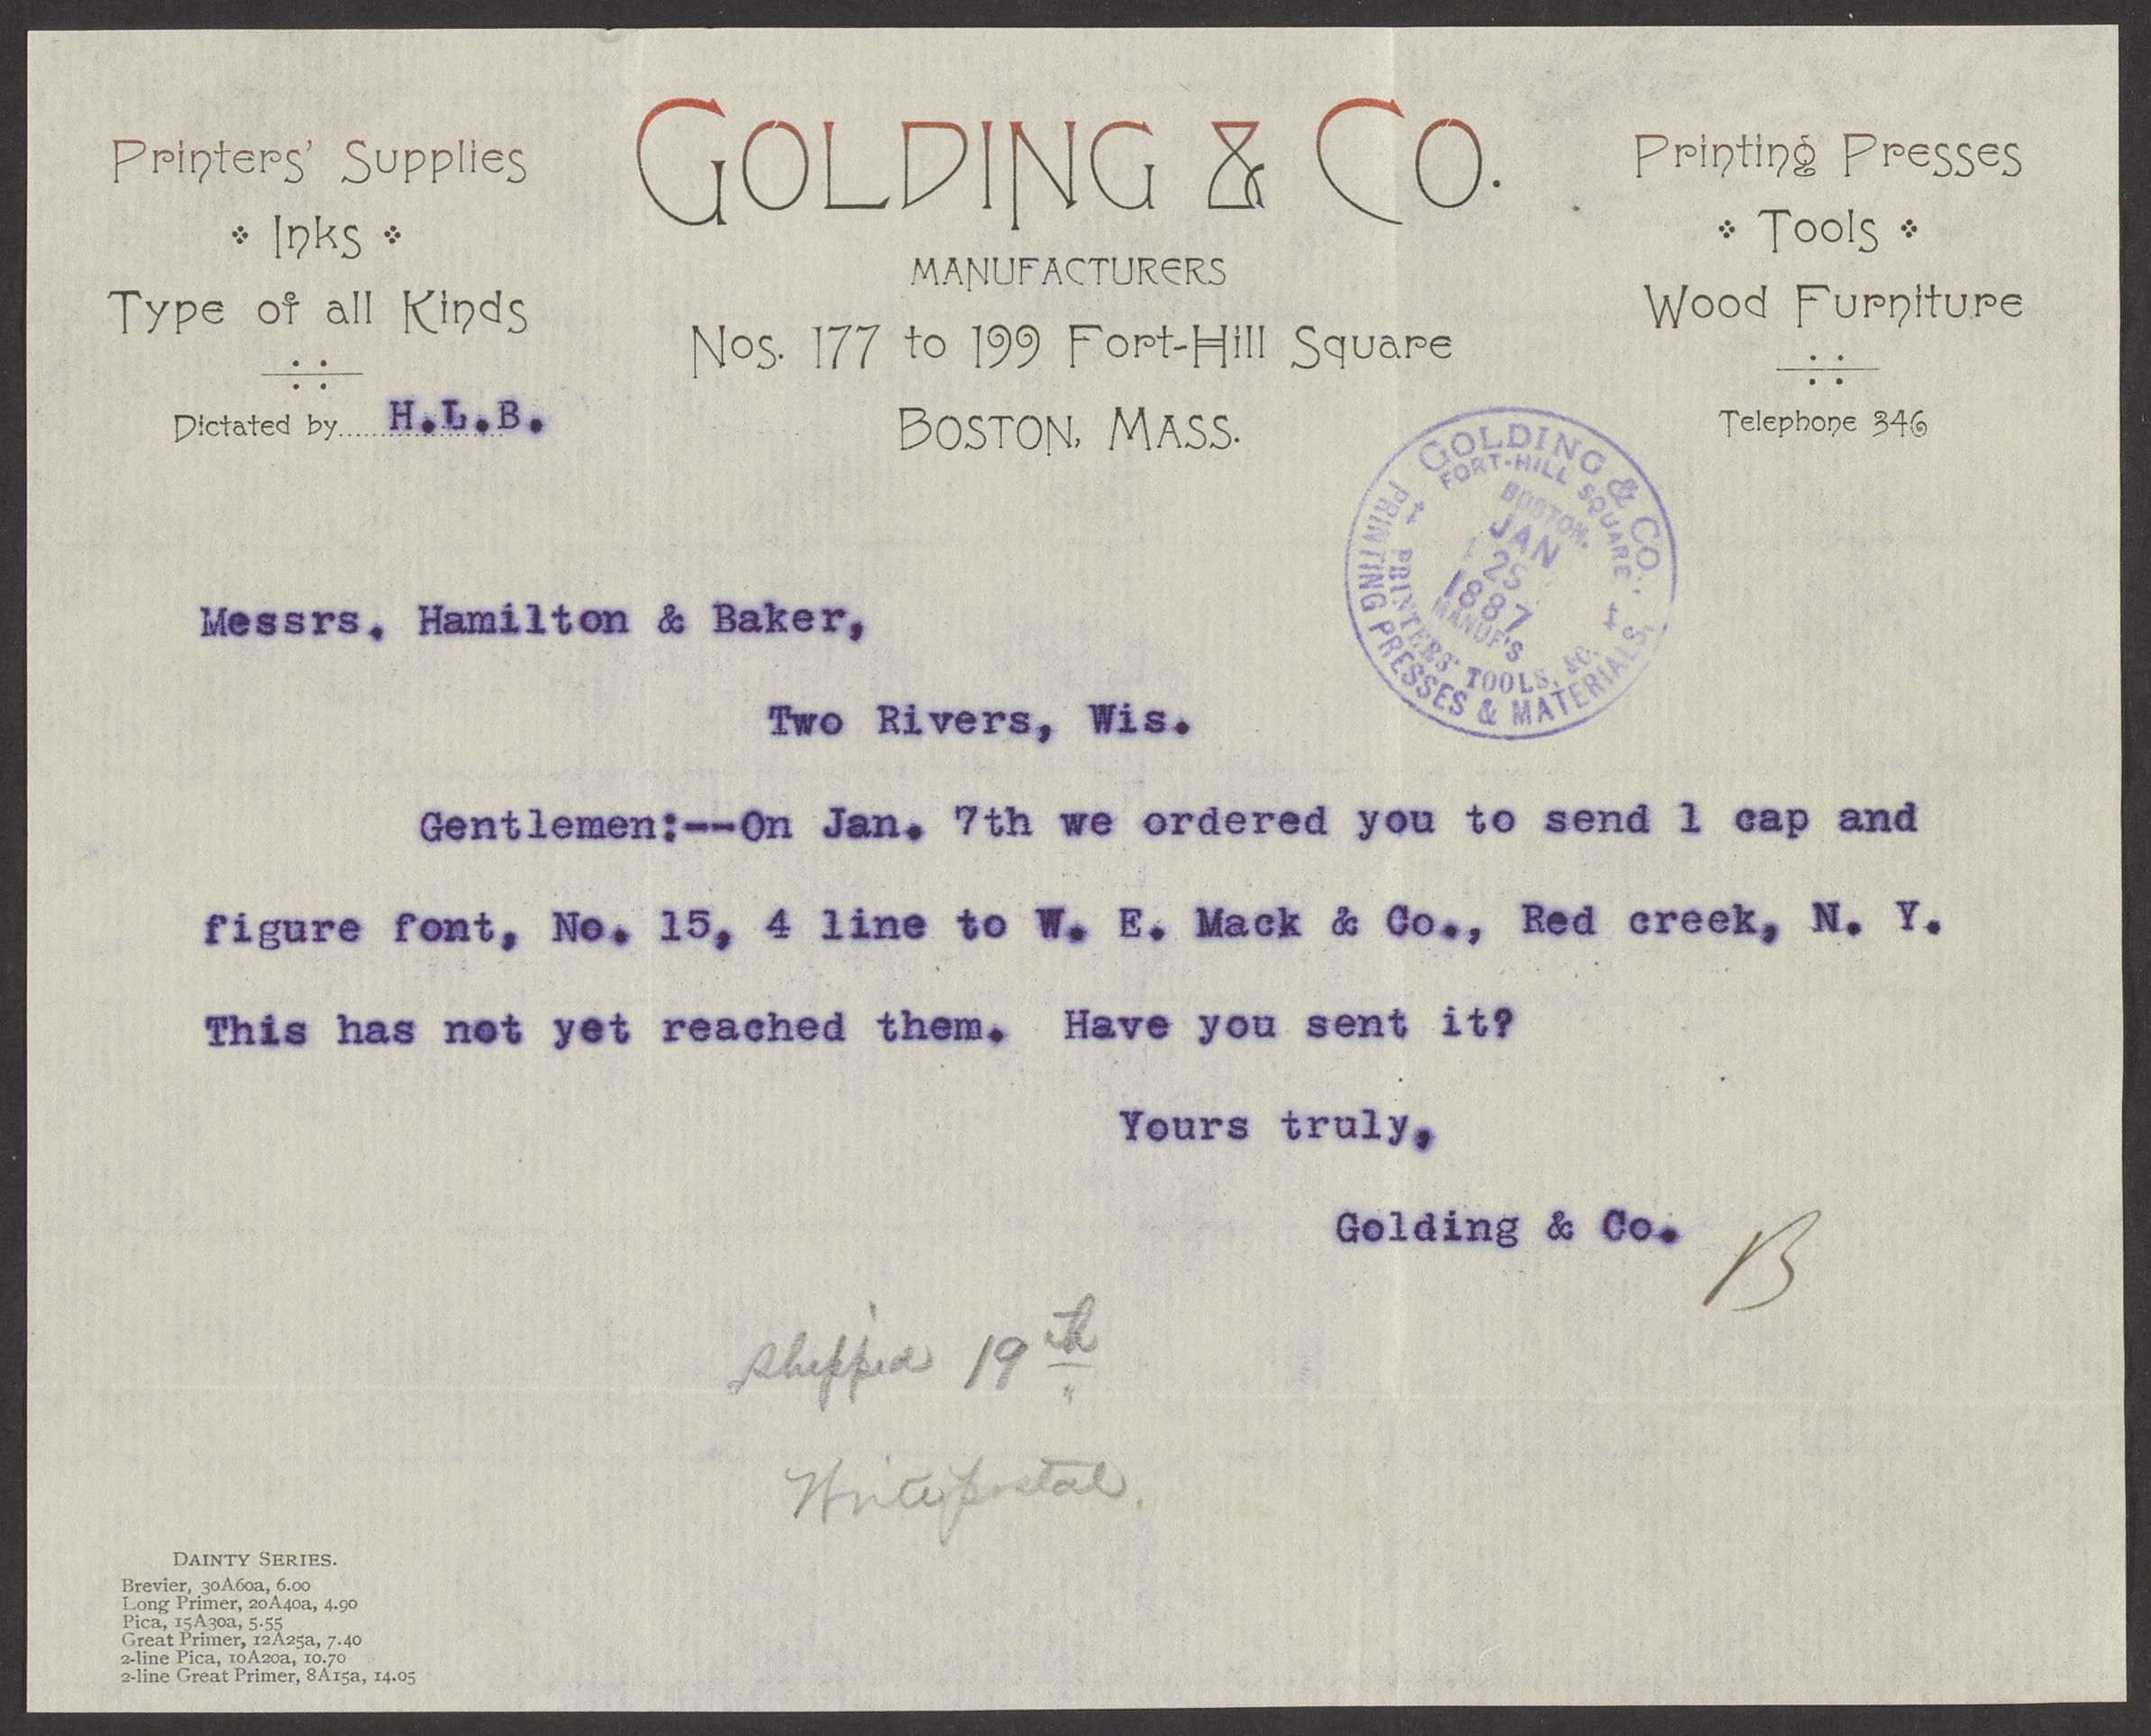 Printers' Supplies
Inks
Type of all Kinds
Dictated by..... H.L.B.
GOLDING & CO.
MANUFACTURERS
Nos. 177 to 199 Fort-Hill Square
BOSTON, MASS.
Printing Presses
Tools
Wood Furniture
Telephone 346
GOLDING & CO.
FORT-HILL SQUARE
BOSTON.
JAN
25
1887
MANUF'S
PRINTERS' TOOLS, &C.
PRINTING PRESSES & MATERIALS
Messrs. Hamilton & Baker,
Two Rivers, Wis.
Gentlemen:--On Jan. 7th we ordered you to send 1 cap and
figure font, No. 15, 4 line to W. E. Mack & Co., Red creek, N. Y.
This has not yet reached them. Have you sent it?
Yours truly,
Golding & Co. B
shipped 19th
Write postal.
DAINTY SERIES.
Brevier, 30A60a, 6.00
Long Primer, 20A40a, 4.90
Pica, 15A30a, 5.55
Great Primer, 12A25a, 7.40
2-line Pica, 10A20a, 10.70
2-line Great Primer, 8A15a, 14.05